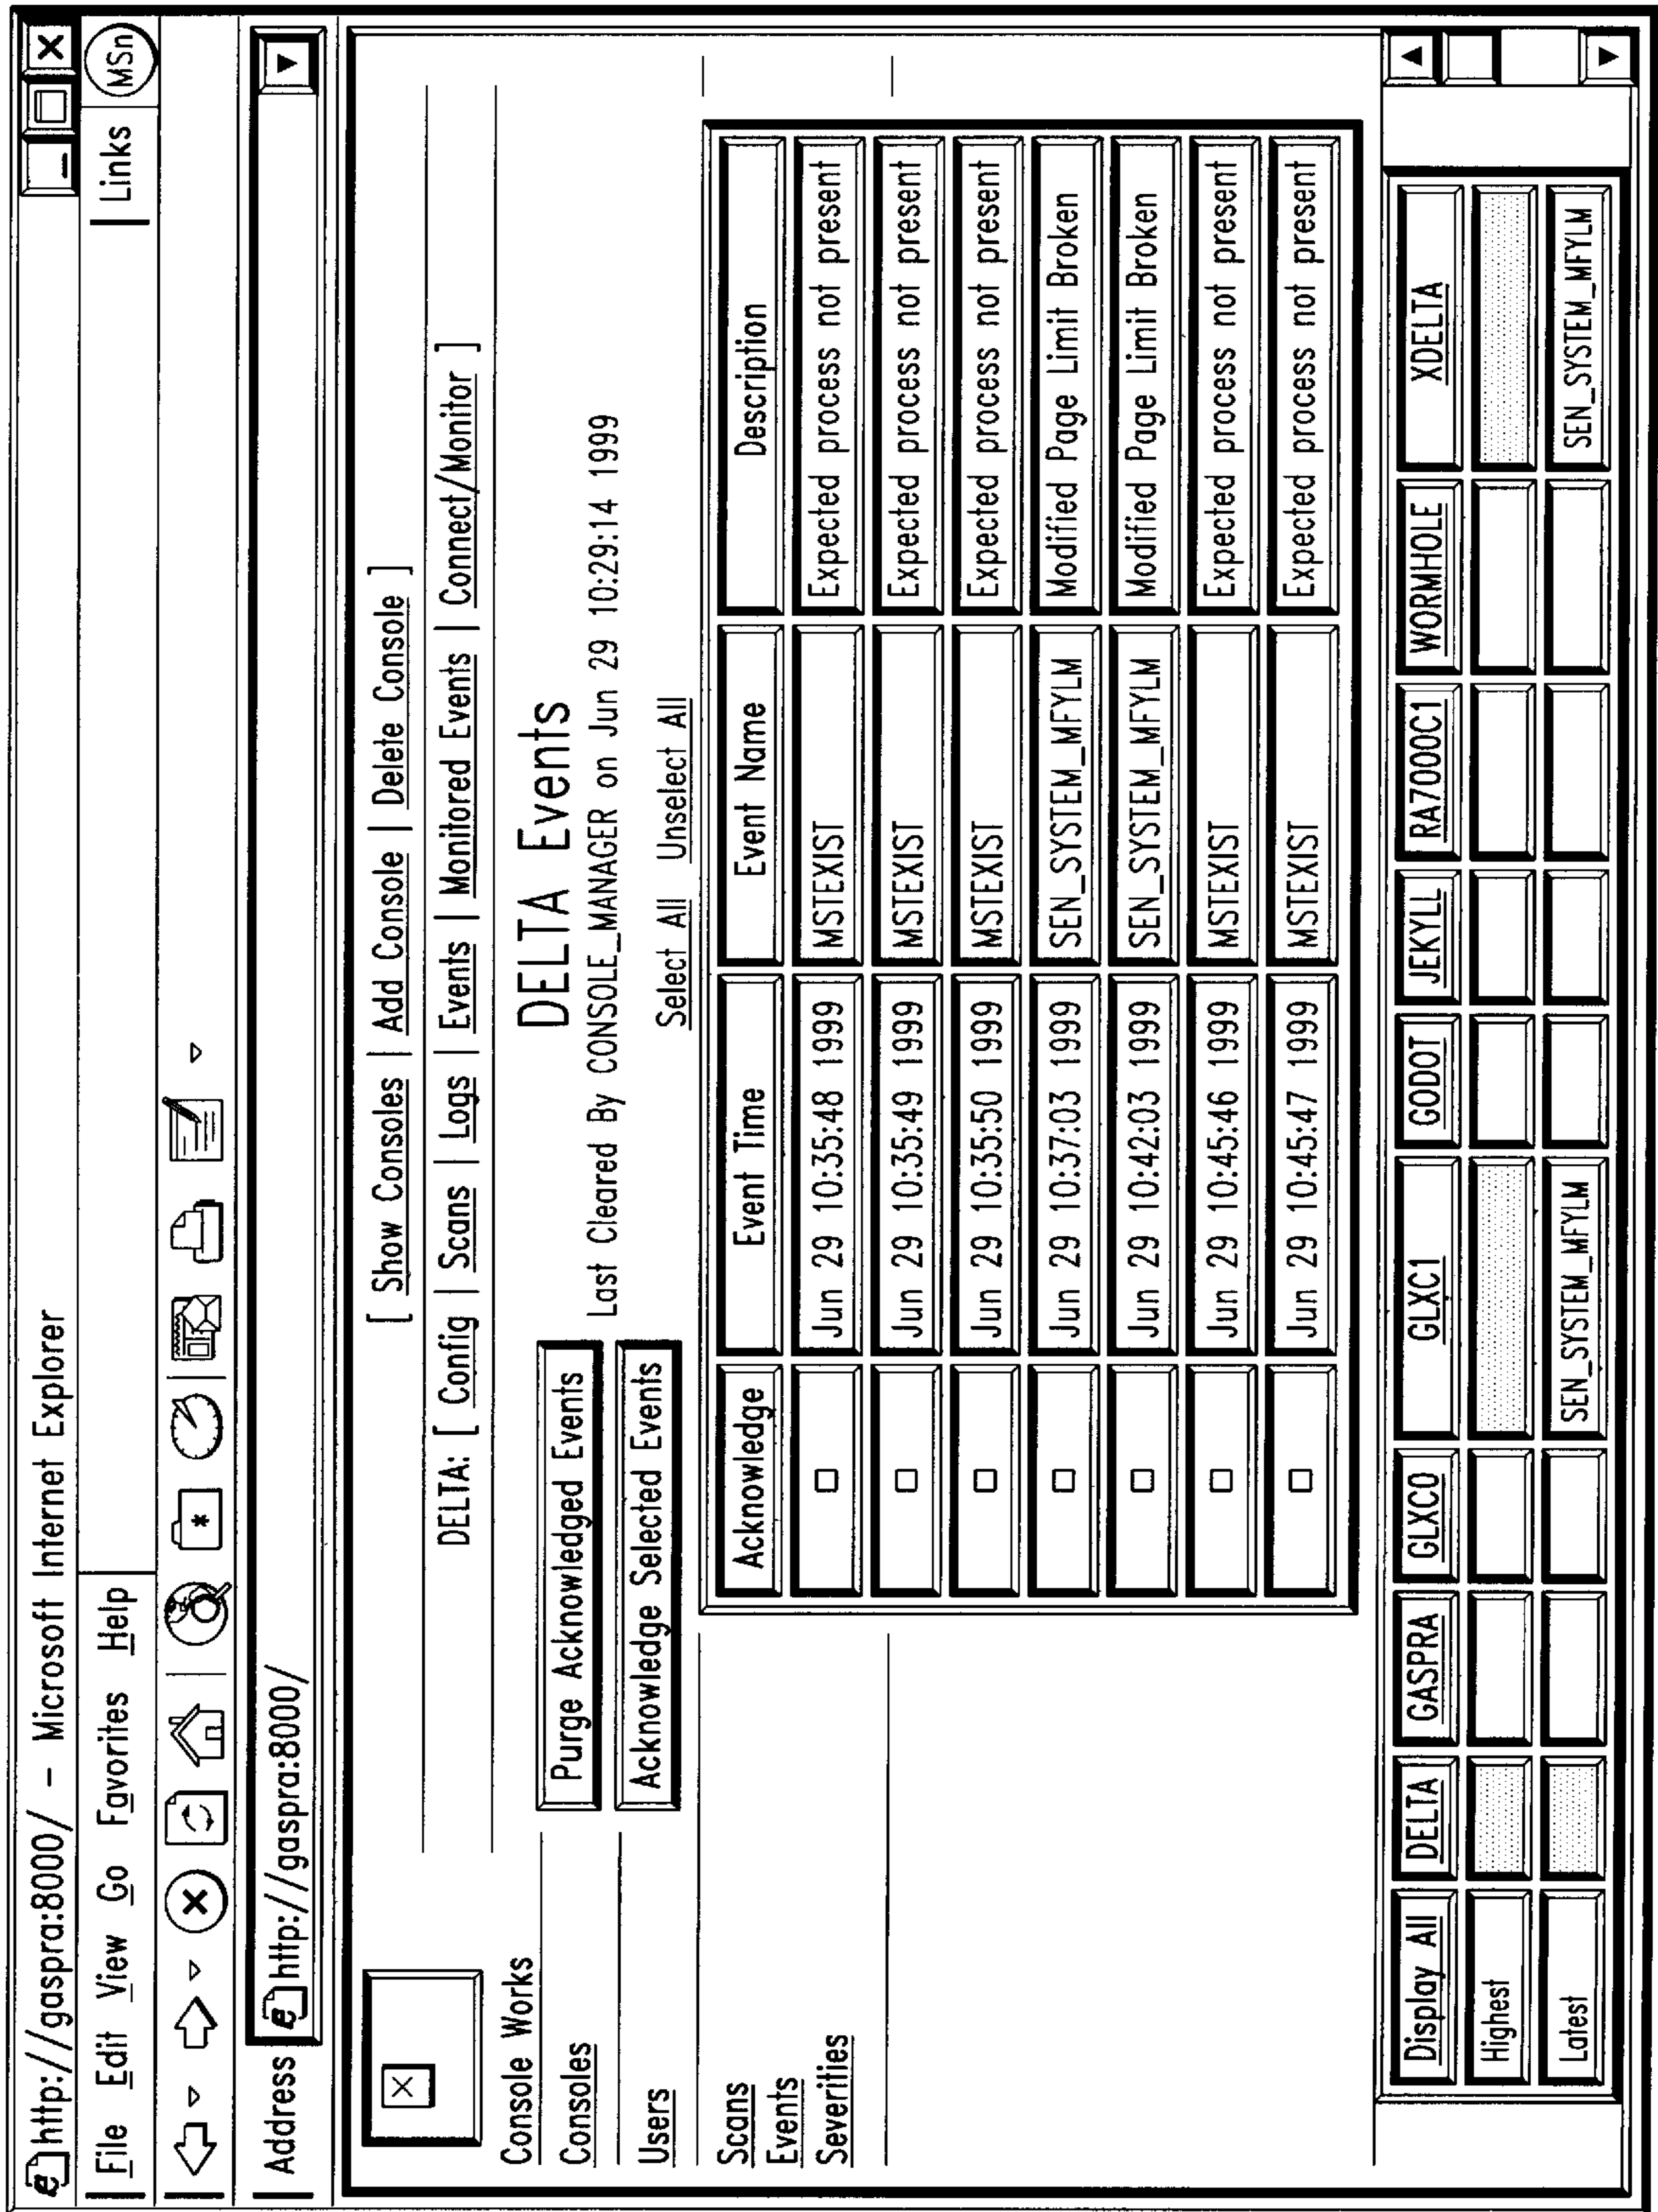 http://gaspra:8000/ - Microsoft Internet Explorer
File Edit View Go Favorites Help Links MSn
Address http://gaspra:8000/
[ Show Consoles | Add Console | Delete Console ]
DELTA: [ Config | Scans | Logs | Events | Monitored Events | Connect/Monitor ]
Console Works
Consoles
Users
Scans
Events
Severities
DELTA Events
Purge Acknowledged Events
Last Cleared By CONSOLE_MANAGER on Jun 29 10:29:14 1999
Acknowledge Selected Events
Select All Unselect All
Acknowledge Event Time Event Name Description
Jun 29 10:35:48 1999 MSTEXIST Expected process not present
Jun 29 10:35:49 1999 MSTEXIST Expected process not present
Jun 29 10:35:50 1999 MSTEXIST Expected process not present
Jun 29 10:37:03 1999 SEN_SYSTEM_MFYLM Modified Page Limit Broken
Jun 29 10:42:03 1999 SEN_SYSTEM_MFYLM Modified Page Limit Broken
Jun 29 10:45:46 1999 MSTEXIST Expected process not present
Jun 29 10:45:47 1999 MSTEXIST Expected process not present
Display All DELTA GASPRA GLXC0 GLXC1 GODOT JEKYLL RA7000C1 WORMHOLE XDELTA
Highest
Latest SEN_SYSTEM_MFYLM SEN_SYSTEM_MFYLM